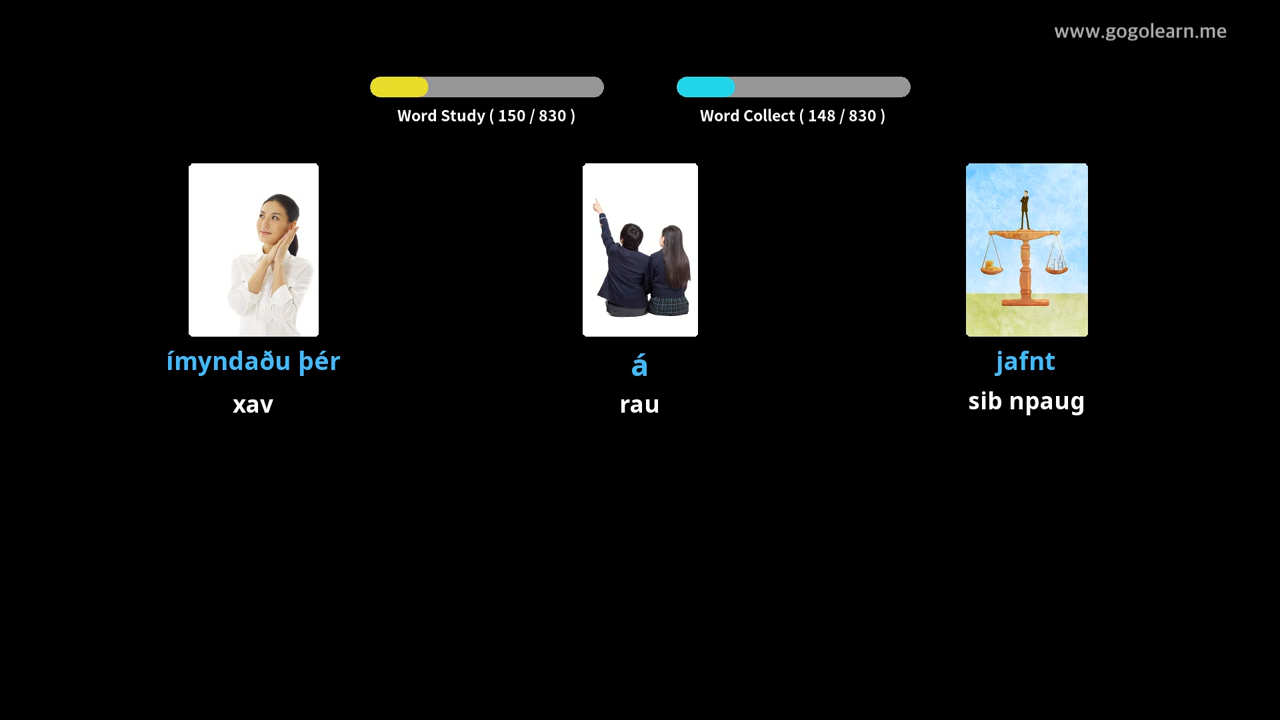 www.gogolearn.me
Word Study ( 150 / 830 )
Word Collect ( 148 / 830 )
ímyndaðu þér
á
jafnt
xav
rau
sib npaug